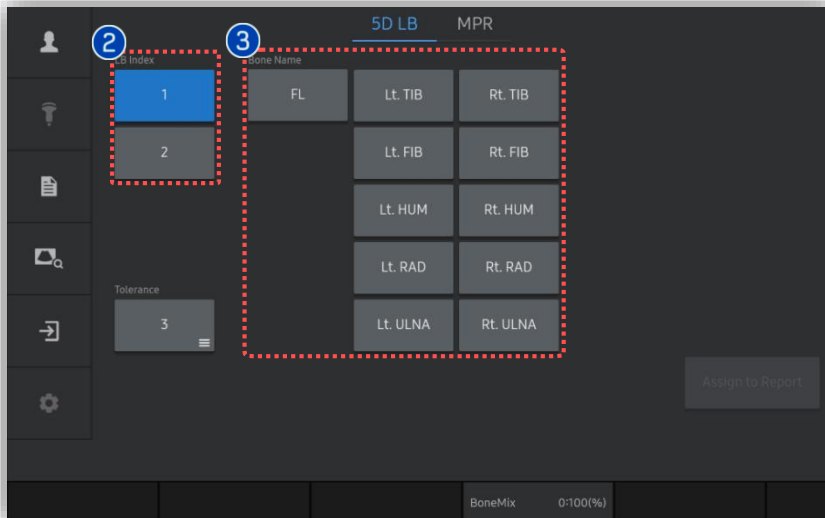 5D LB MPR
2 3
LB Index Bone Name
1 FL Lt. TIB Rt. TIB
2 Lt. FIB Rt. FIB
Lt. HUM Rt. HUM
Lt. RAD Rt. RAD
Tolerance
3 Lt. ULNA Rt. ULNA
Assign to Report
BoneMix 0:100(%)